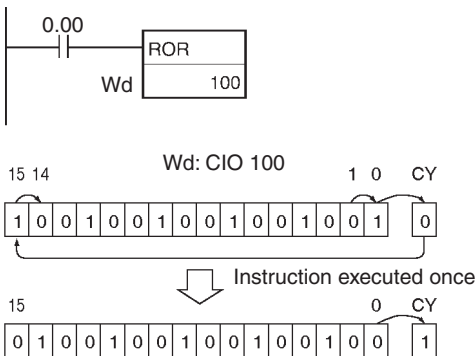 0.00
ROR
Wd 100
Wd: CIO 100
15 14 1 0 CY
1 0 0 1 0 0 1 0 0 1 0 0 1 0 0 1 0
Instruction executed once
15 0 CY
0 1 0 0 1 0 0 1 0 0 1 0 0 1 0 0 1